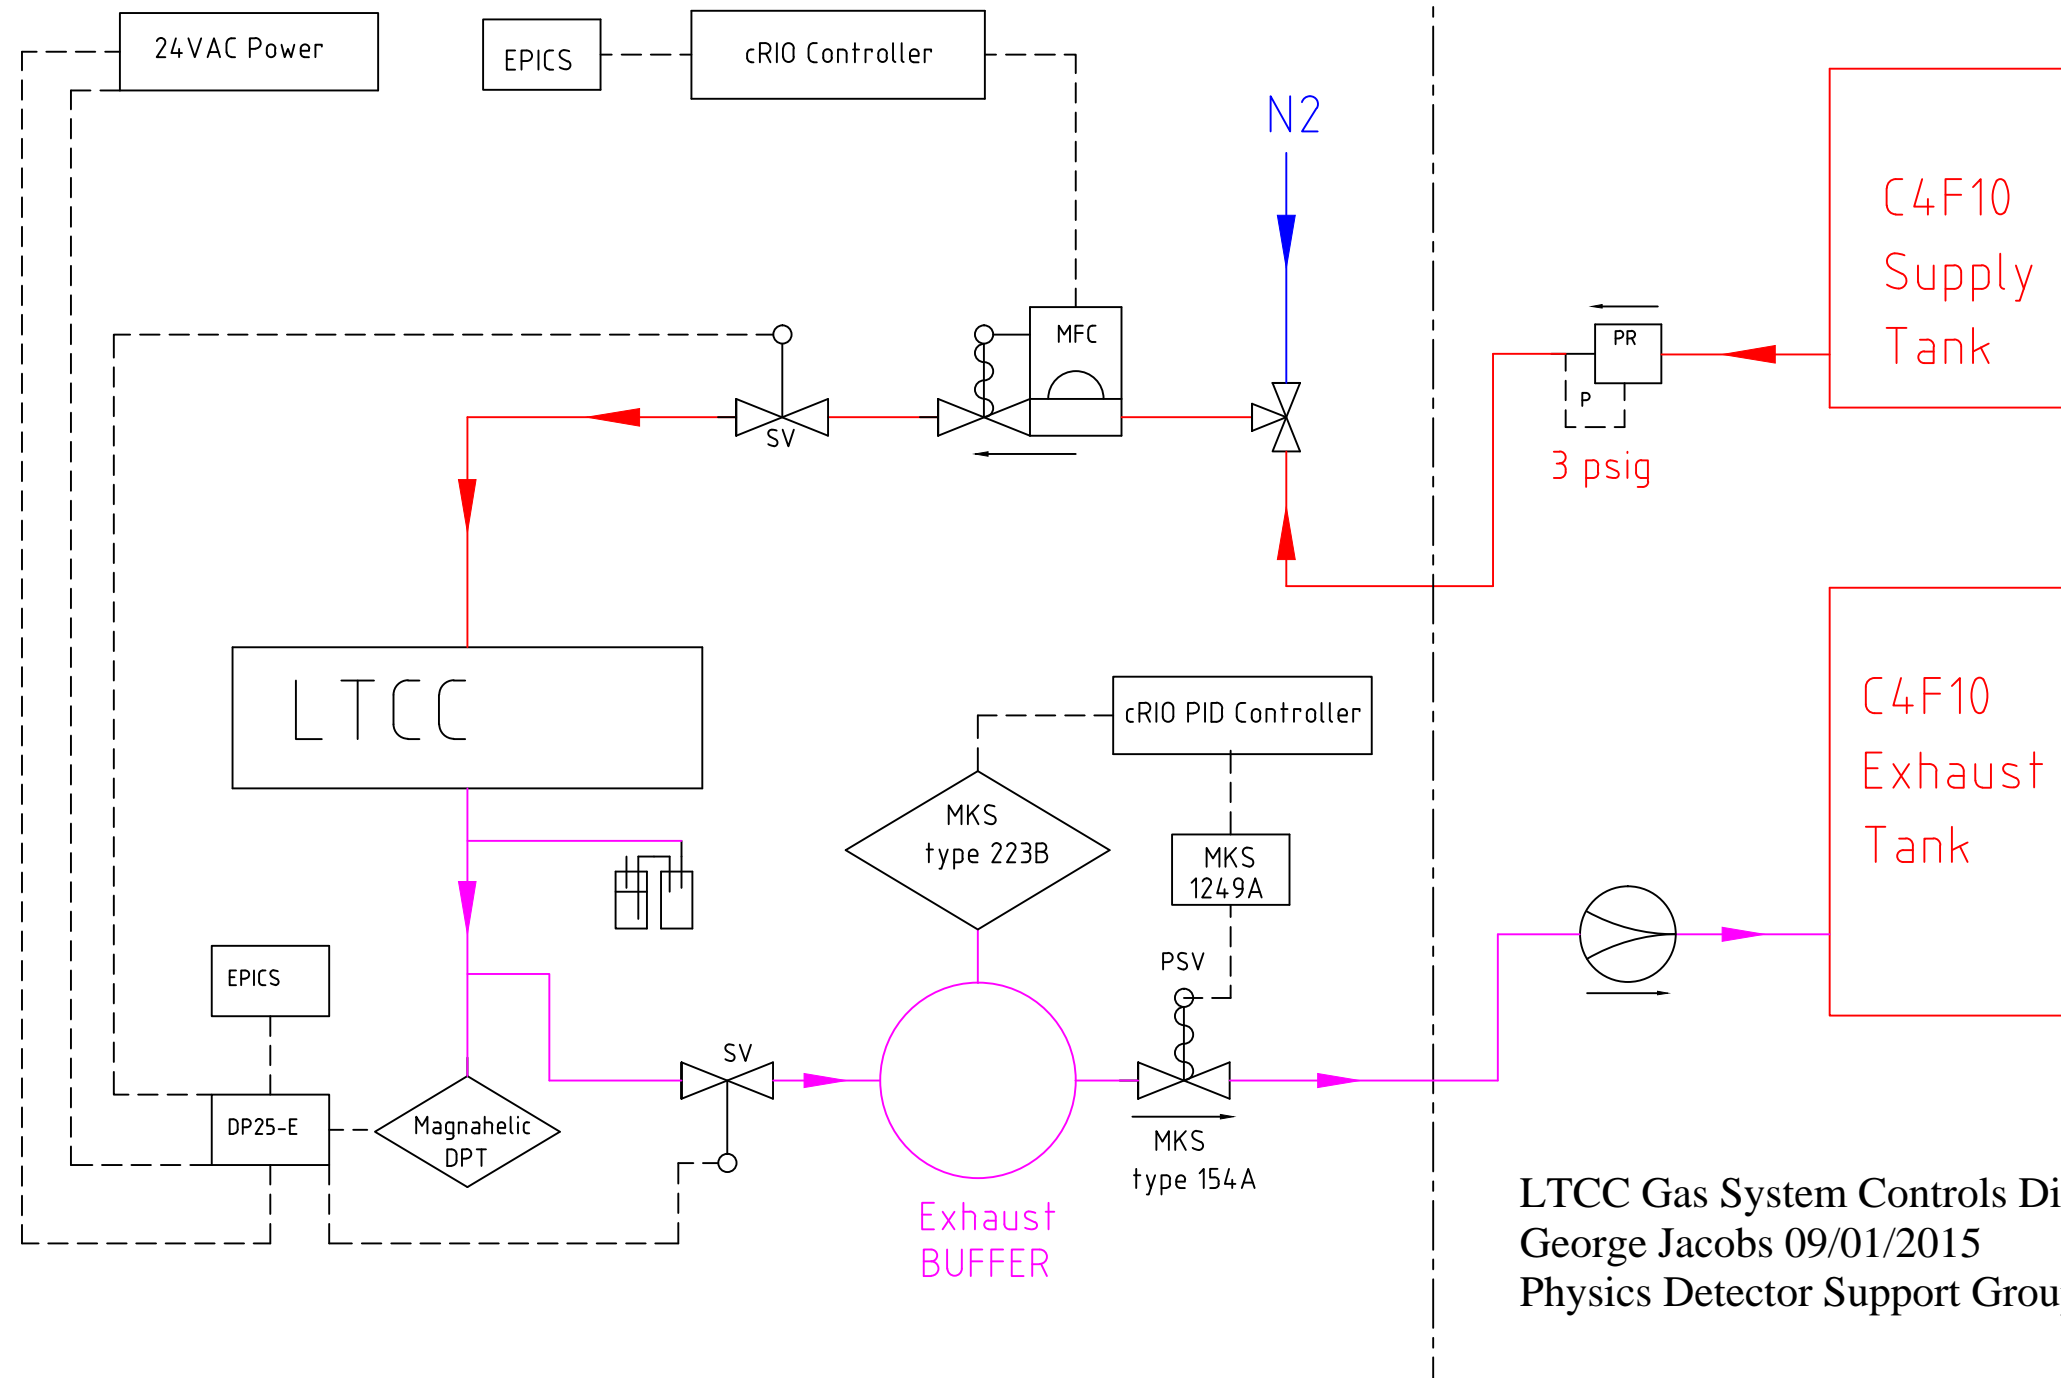 24VAC Power
EPICS
cRIO Controller
N2
C4F10
Supply
Tank
MFC
PR
P
3 psig
SV
LTCC
cRIO PID Controller
C4F10
Exhaust
Tank
MKS
type 223B
MKS
1249A
PSV
EPICS
SV
DP25-E
Magnahelic
DPT
MKS
type 154A
Exhaust
BUFFER
LTCC Gas System Controls Di
George Jacobs 09/01/2015
Physics Detector Support Grou